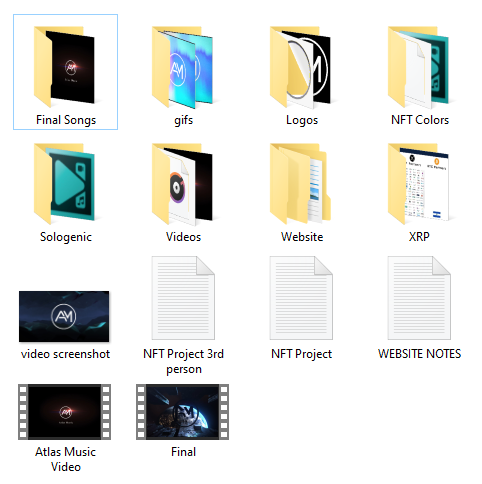 Final Songs
gifs
Logos
NFT Colors
Sologenic
Videos
Website
XRP
AM
video screenshot
NFT Project 3rd
person
NFT Project
WEBSITE NOTES
Atlas Music
Video
Final